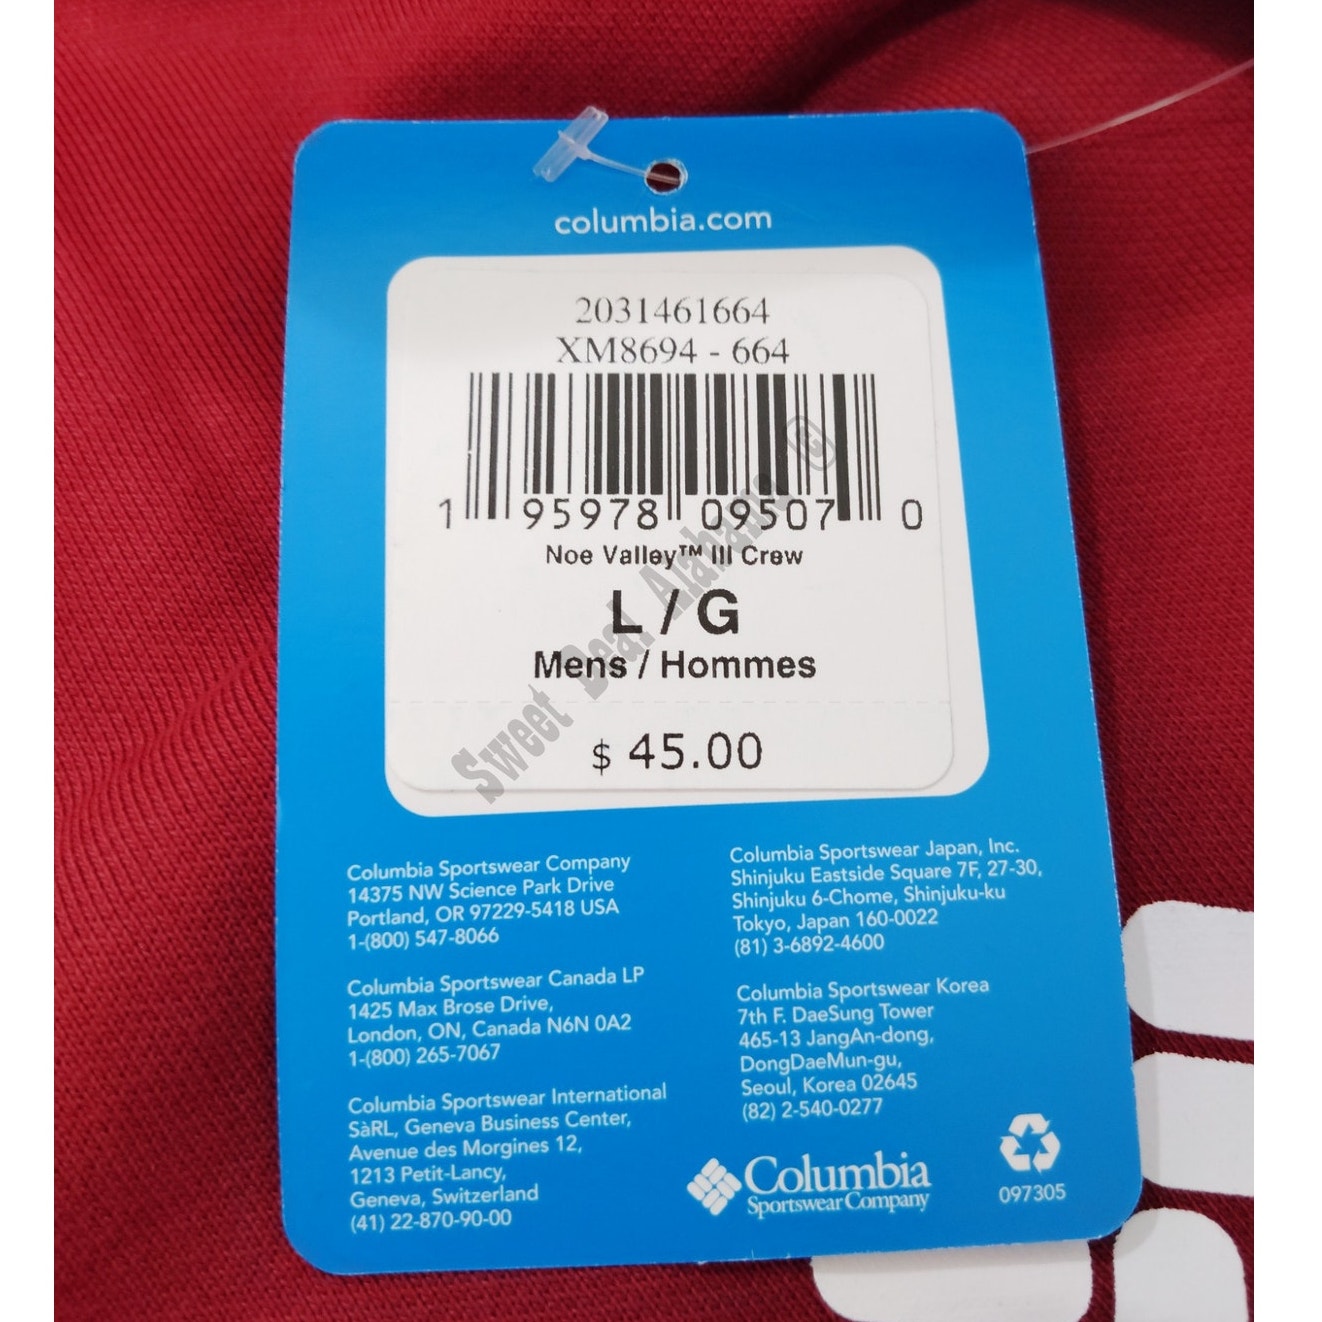 columbia.com
2031461664
XM8694 - 664
1 95978 09507 0
Noe Valley™ III Crew
L / G
Mens / Hommes
$ 45.00
Sweet Deal Alabama ©
Columbia Sportswear Company
14375 NW Science Park Drive
Portland, OR 97229-5418 USA
1-(800) 547-8066
Columbia Sportswear Canada LP
1425 Max Brose Drive,
London, ON, Canada N6N 0A2
1-(800) 265-7067
Columbia Sportswear International
SàRL, Geneva Business Center,
Avenue des Morgines 12,
1213 Petit-Lancy,
Geneva, Switzerland
(41) 22-870-90-00
Columbia Sportswear Japan, Inc.
Shinjuku Eastside Square 7F, 27-30,
Shinjuku 6-Chome, Shinjuku-ku
Tokyo, Japan 160-0022
(81) 3-6892-4600
Columbia Sportswear Korea
7th F. DaeSung Tower
465-13 JangAn-dong,
DongDaeMun-gu,
Seoul, Korea 02645
(82) 2-540-0277
Columbia
Sportswear Company
097305